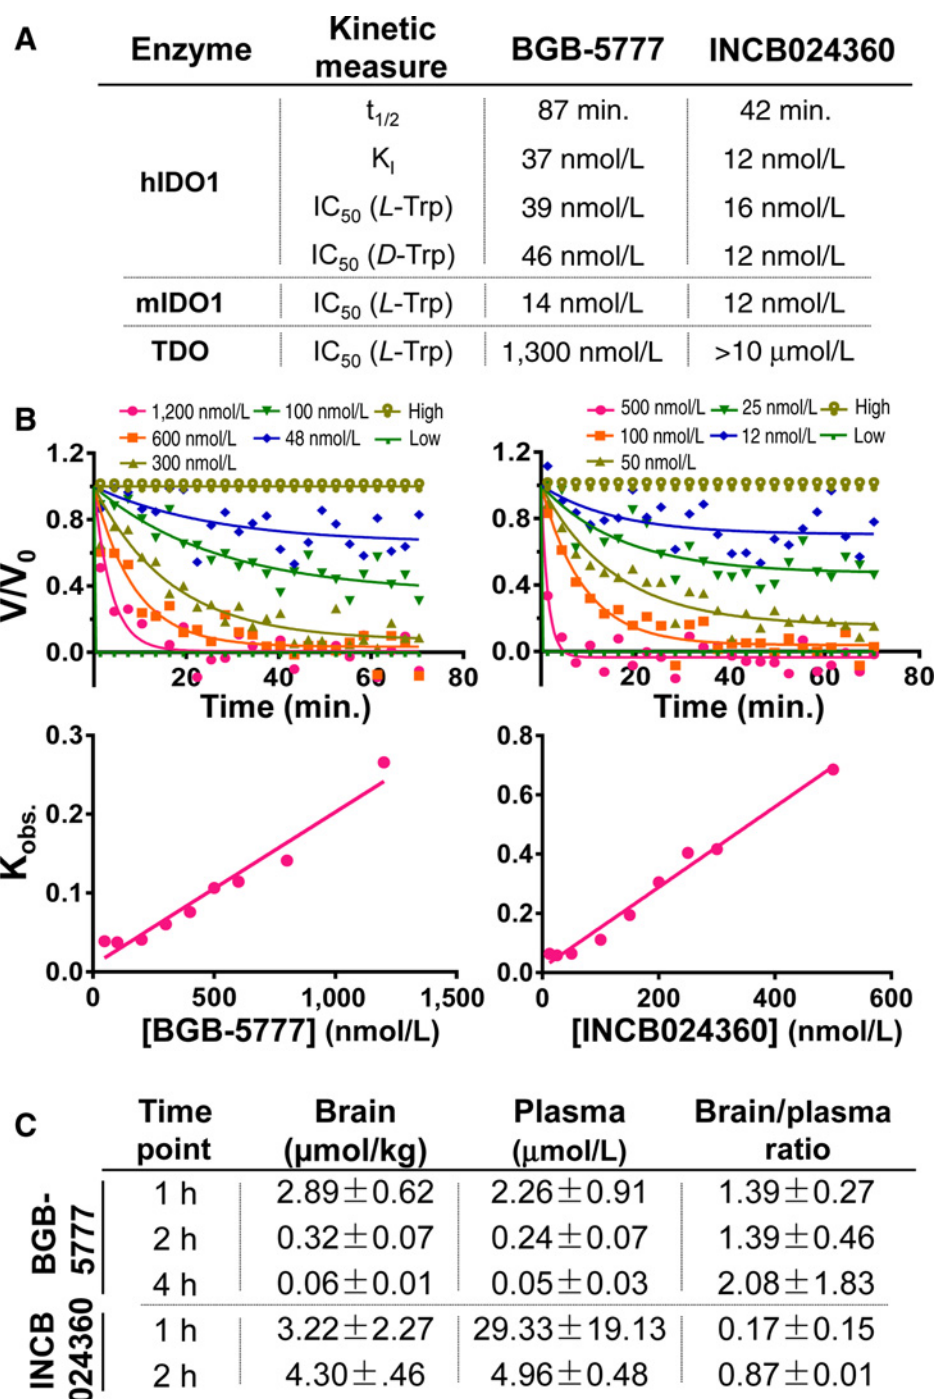 A
Enzyme Kinetic measure BGB-5777 INCB024360
hIDO1
t1/2 87 min. 42 min.
KI 37 nmol/L 12 nmol/L
IC50 (L-Trp) 39 nmol/L 16 nmol/L
IC50 (D-Trp) 46 nmol/L 12 nmol/L
mIDO1 IC50 (L-Trp) 14 nmol/L 12 nmol/L
TDO IC50 (L-Trp) 1,300 nmol/L >10 µmol/L
B
1,200 nmol/L 100 nmol/L High
600 nmol/L 48 nmol/L Low
300 nmol/L
1.2
0.8
0.4
0.0
V/V0
20 40 60 80
Time (min.)
500 nmol/L 25 nmol/L High
100 nmol/L 12 nmol/L Low
50 nmol/L
1.2
0.8
0.4
0.0
20 40 60 80
Time (min.)
0.3
0.2
0.1
0.0
Kobs.
0 500 1,000 1,500
[BGB-5777] (nmol/L)
0.8
0.6
0.4
0.2
0.0
0 200 400 600
[INCB024360] (nmol/L)
C
Time point Brain (µmol/kg) Plasma (µmol/L) Brain/plasma ratio
BGB-5777
1 h 2.89±0.62 2.26±0.91 1.39±0.27
2 h 0.32±0.07 0.24±0.07 1.39±0.46
4 h 0.06±0.01 0.05±0.03 2.08±1.83
INCB 024360
1 h 3.22±2.27 29.33±19.13 0.17±0.15
2 h 4.30±.46 4.96±0.48 0.87±0.01